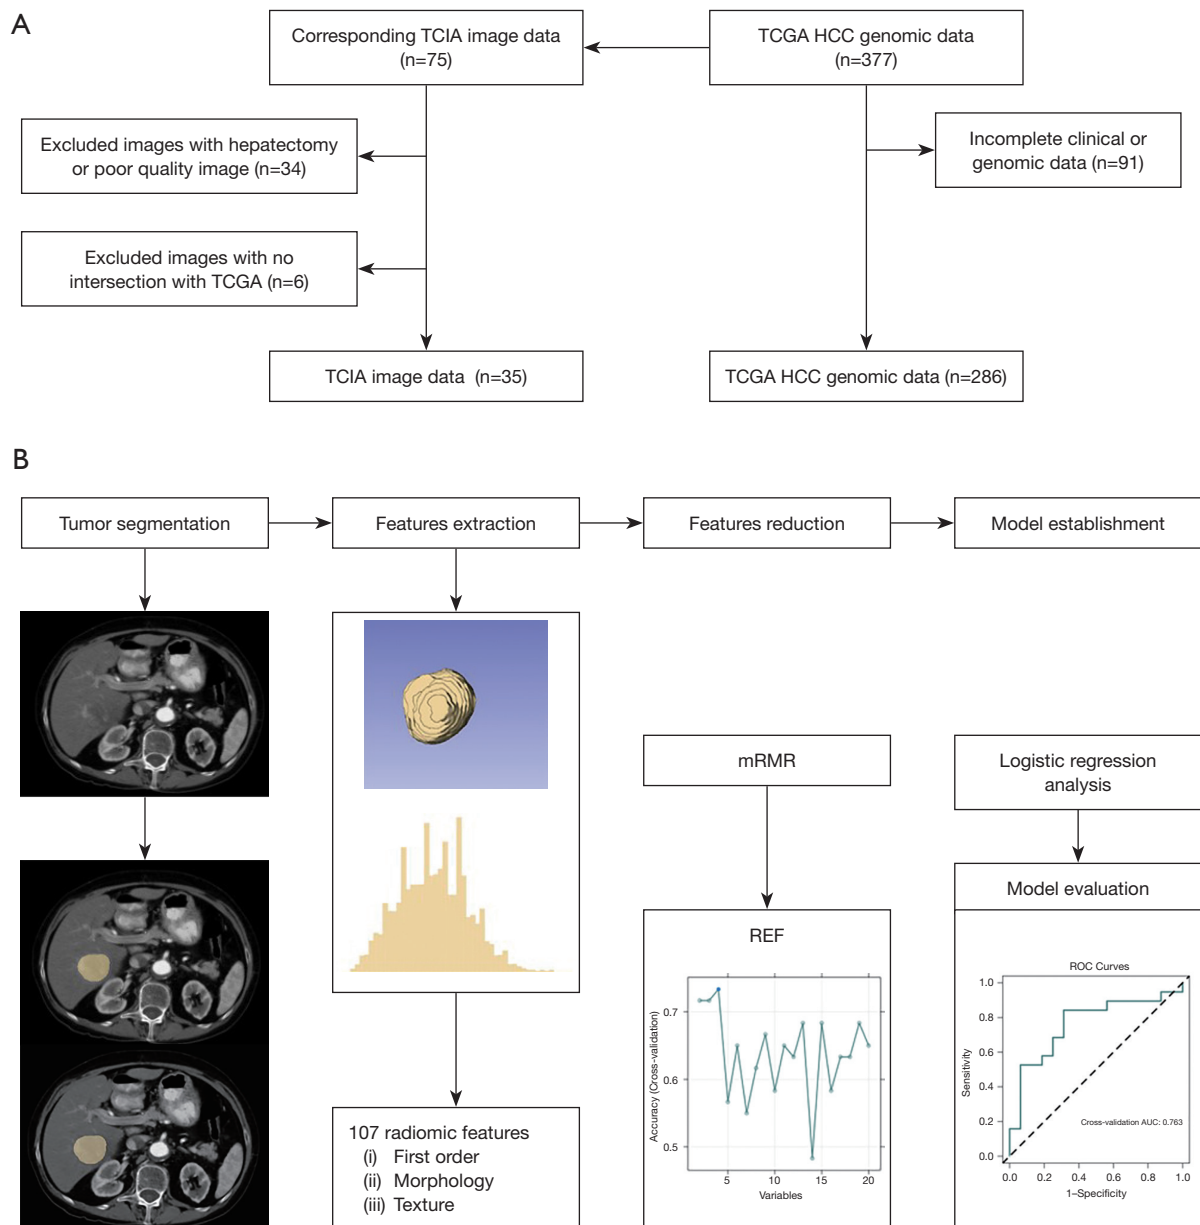 A
Corresponding TCIA image data
(n=75)
TCGA HCC genomic data
(n=377)
Excluded images with hepatectomy
or poor quality image (n=34)
Incomplete clinical or
genomic data (n=91)
Excluded images with no
intersection with TCGA (n=6)
TCIA image data (n=35)
TCGA HCC genomic data (n=286)
B
Tumor segmentation
Features extraction
Features reduction
Model establishment
mRMR
Logistic regression
analysis
Model evaluation
REF
0.7
0.6
0.5
Accuracy (Cross-validation)
5
10
15
20
Variables
ROC Curves
1.0
0.8
0.6
0.4
0.2
0.0
Sensitivity
Cross-validation AUC: 0.763
0.0
0.2
0.4
0.6
0.8
1.0
1–Specificity
107 radiomic features
(i) First order
(ii) Morphology
(iii) Texture